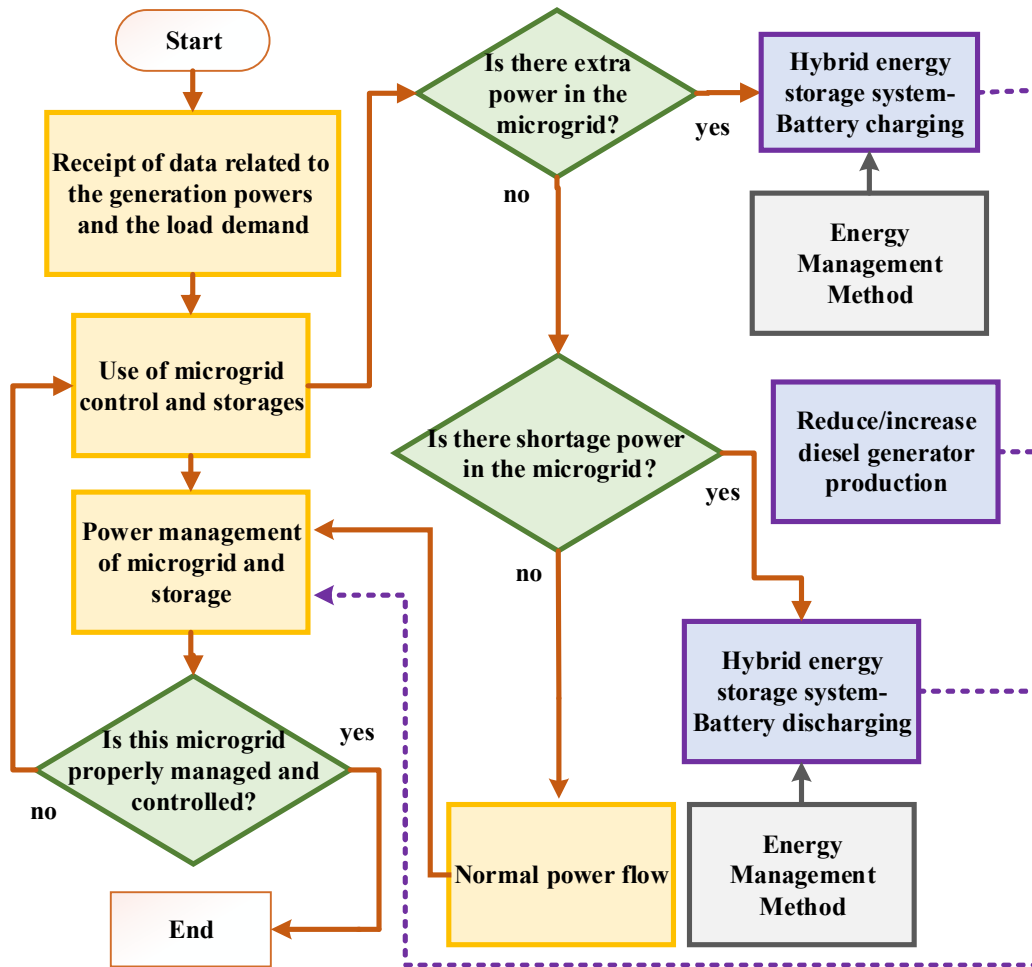 Start
Receipt of data related to
the generation powers
and the load demand
Use of microgrid
control and storages
Power management
of microgrid and
storage
Is this microgrid
properly managed and
controlled?
yes
no
End
Is there extra
power in the
microgrid?
yes
no
Is there shortage power
in the microgrid?
yes
no
Normal power flow
Hybrid energy
storage system-
Battery charging
Energy
Management
Method
Reduce/increase
diesel generator
production
Hybrid energy
storage system-
Battery discharging
Energy
Management
Method